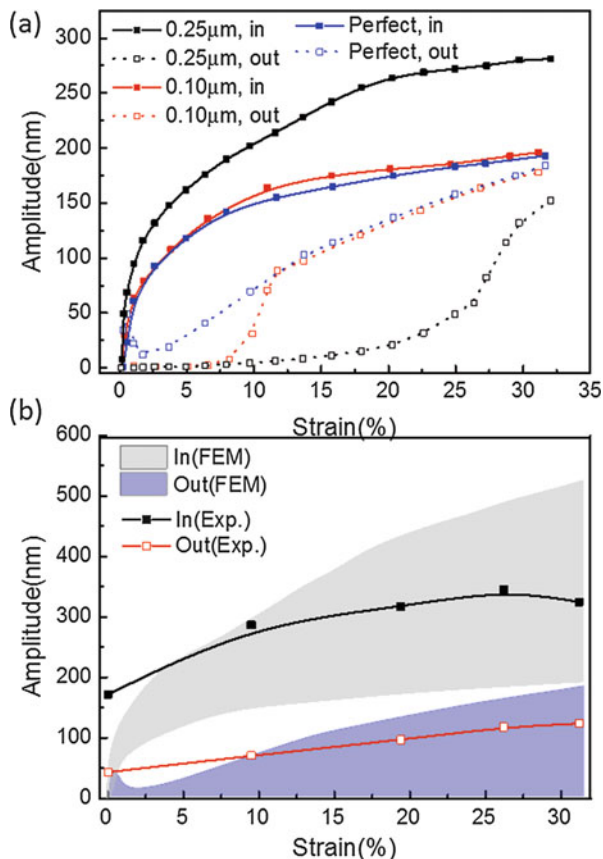 (a)
0.25μm, in
0.25μm, out
0.10μm, in
0.10μm, out
Perfect, in
Perfect, out
Amplitude(nm)
300
250
200
150
100
50
0
0 5 10 15 20 25 30 35
Strain(%)
(b)
In(FEM)
Out(FEM)
In(Exp.)
Out(Exp.)
Amplitude(nm)
600
500
400
300
200
100
0
0 5 10 15 20 25 30
Strain(%)